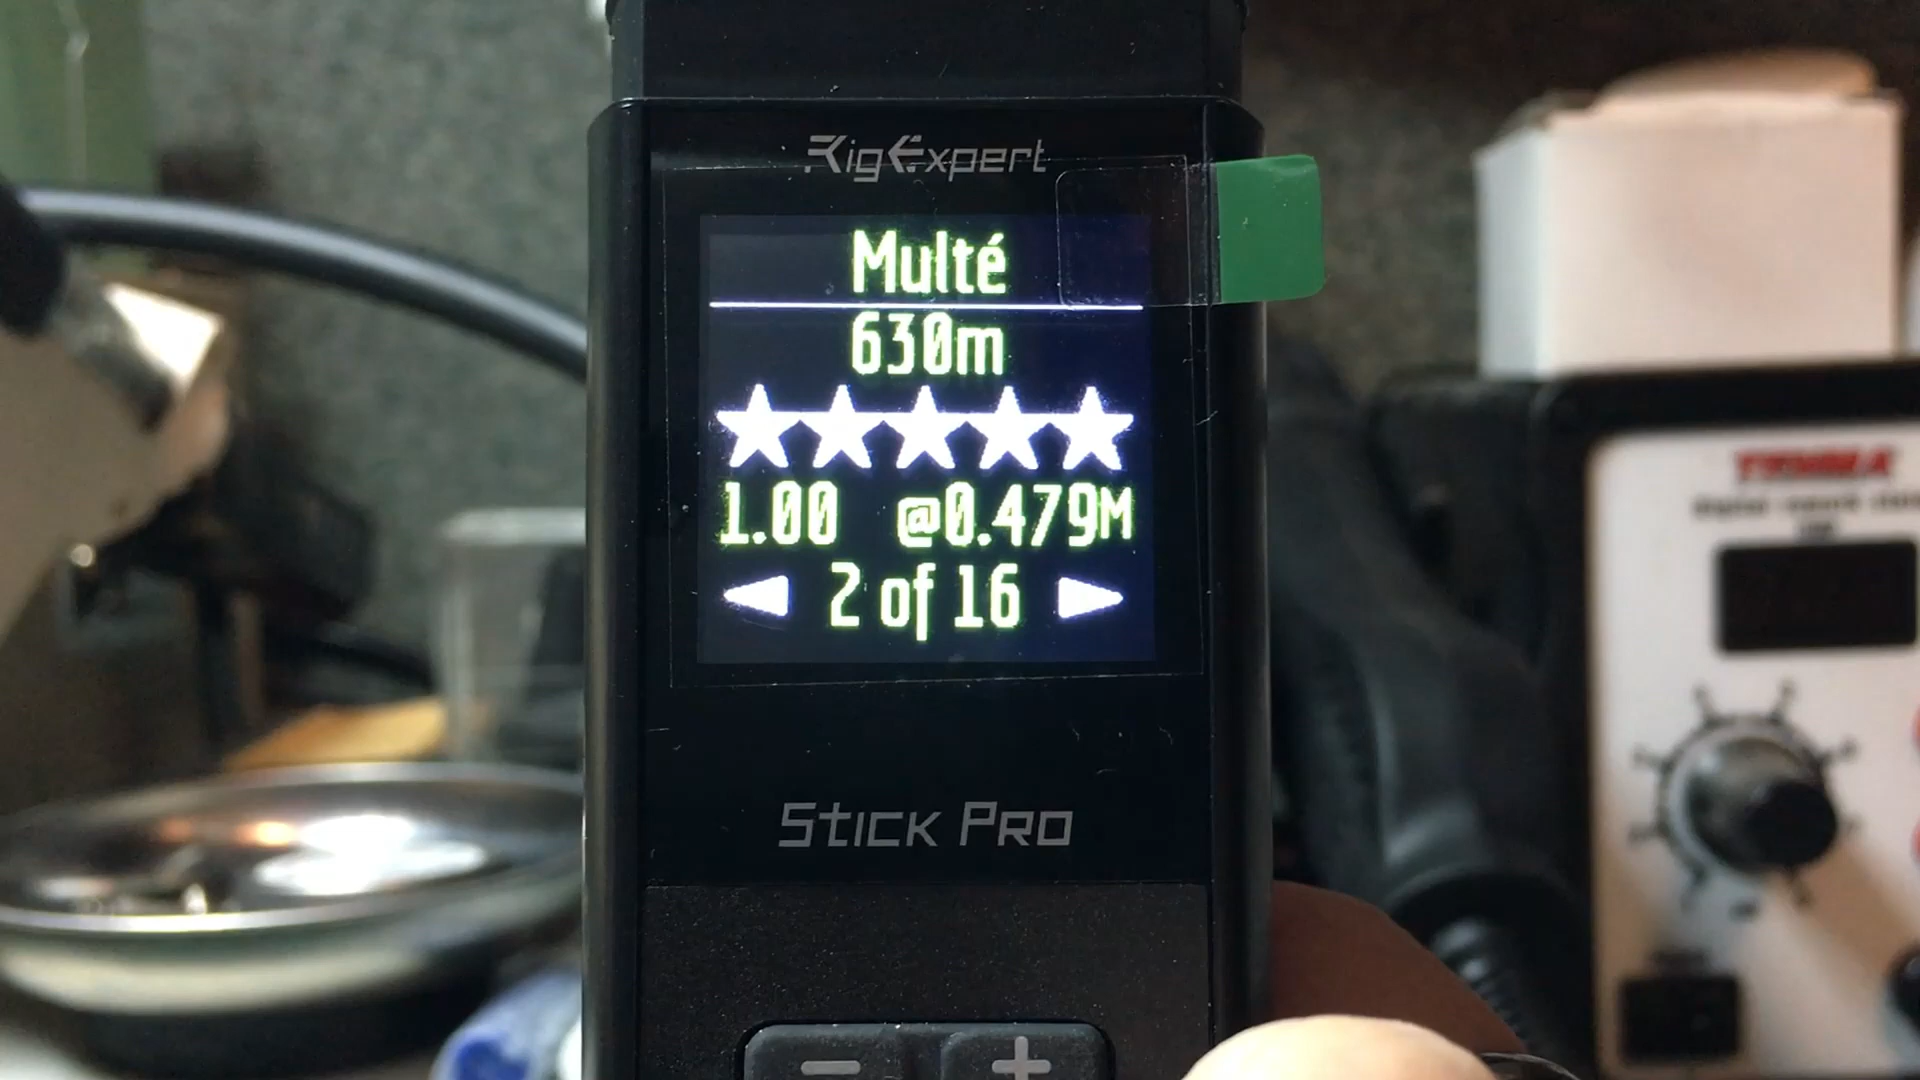 RigExpert
Multé
630m
1.00 @0.479M
2 of 16
Stick Pro
- +